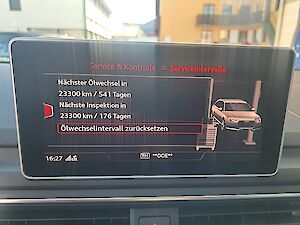 Service & Kontrolle -> Serviceintervalle
Nächster Ölwechsel in
23300 km / 541 Tagen
Nächste Inspektion in
23300 km / 176 Tagen
Ölwechselintervall zurücksetzen
16:27
**OOE**